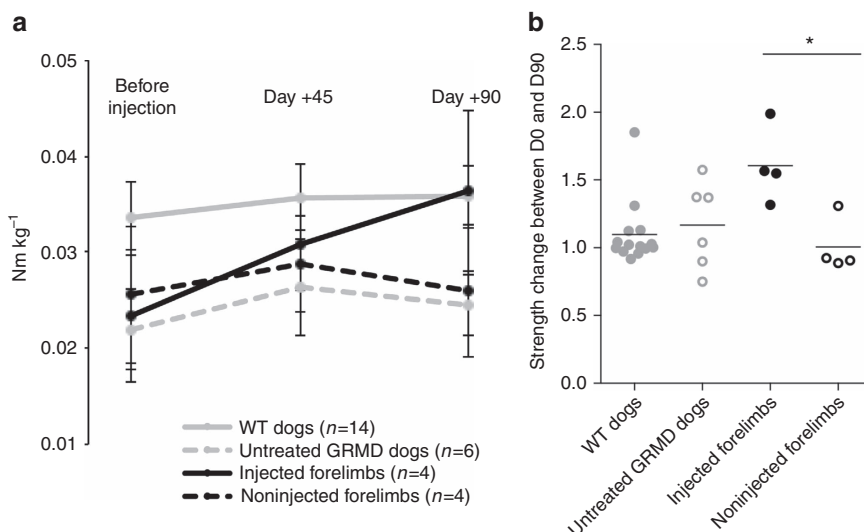 a
0.05
0.04
0.03
0.02
0.01
Nm kg⁻¹
Before
injection
Day +45
Day +90
WT dogs (n=14)
Untreated GRMD dogs (n=6)
Injected forelimbs (n=4)
Noninjected forelimbs (n=4)
b
*
2.5
2.0
1.5
1.0
0.5
0.0
Strength change between D0 and D90
WT dogs
Untreated GRMD dogs
Injected forelimbs
Noninjected forelimbs